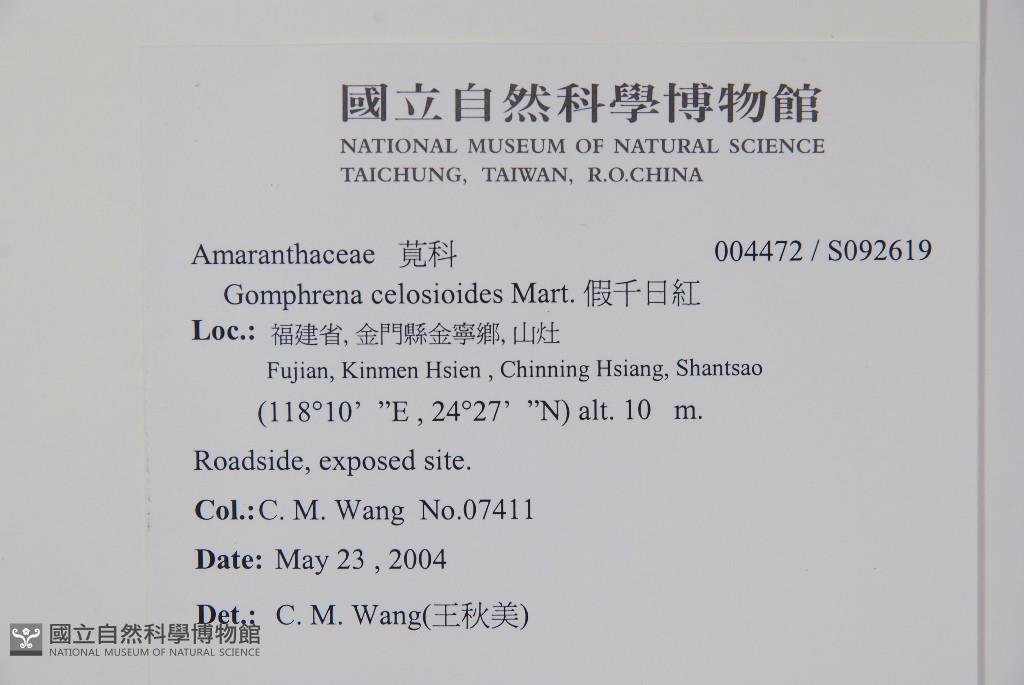 國立自然科學博物館
NATIONAL MUSEUM OF NATURAL SCIENCE
TAICHUNG, TAIWAN, R.O.CHINA
Amaranthaceae 莧科 004472 / S092619
Gomphrena celosioides Mart. 假千日紅
Loc.: 福建省, 金門縣金寧鄉, 山灶
Fujian, Kinmen Hsien , Chinning Hsiang, Shantsao
(118°10’ ”E , 24°27’ ”N) alt. 10 m.
Roadside, exposed site.
Col.: C. M. Wang No.07411
Date: May 23 , 2004
Det.: C. M. Wang(王秋美)
國立自然科學博物館
NATIONAL MUSEUM OF NATURAL SCIENCE